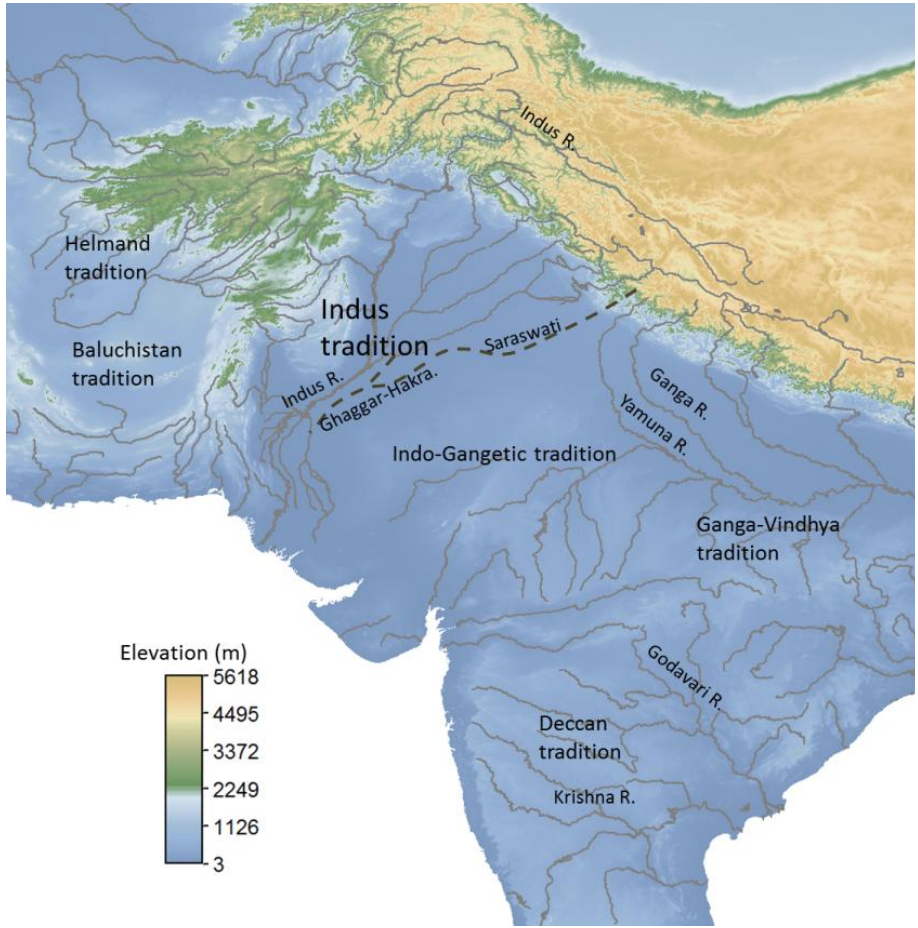 Indus R.
Helmand
tradition
Indus
tradition
Saraswati
Baluchistan
tradition
Indus R.
Ghaggar-Hakra.
Ganga R.
Yamuna R.
Indo-Gangetic tradition
Ganga-Vindhya
tradition
Elevation (m)
5618
4495
3372
2249
1126
3
Godavari R.
Deccan
tradition
Krishna R.